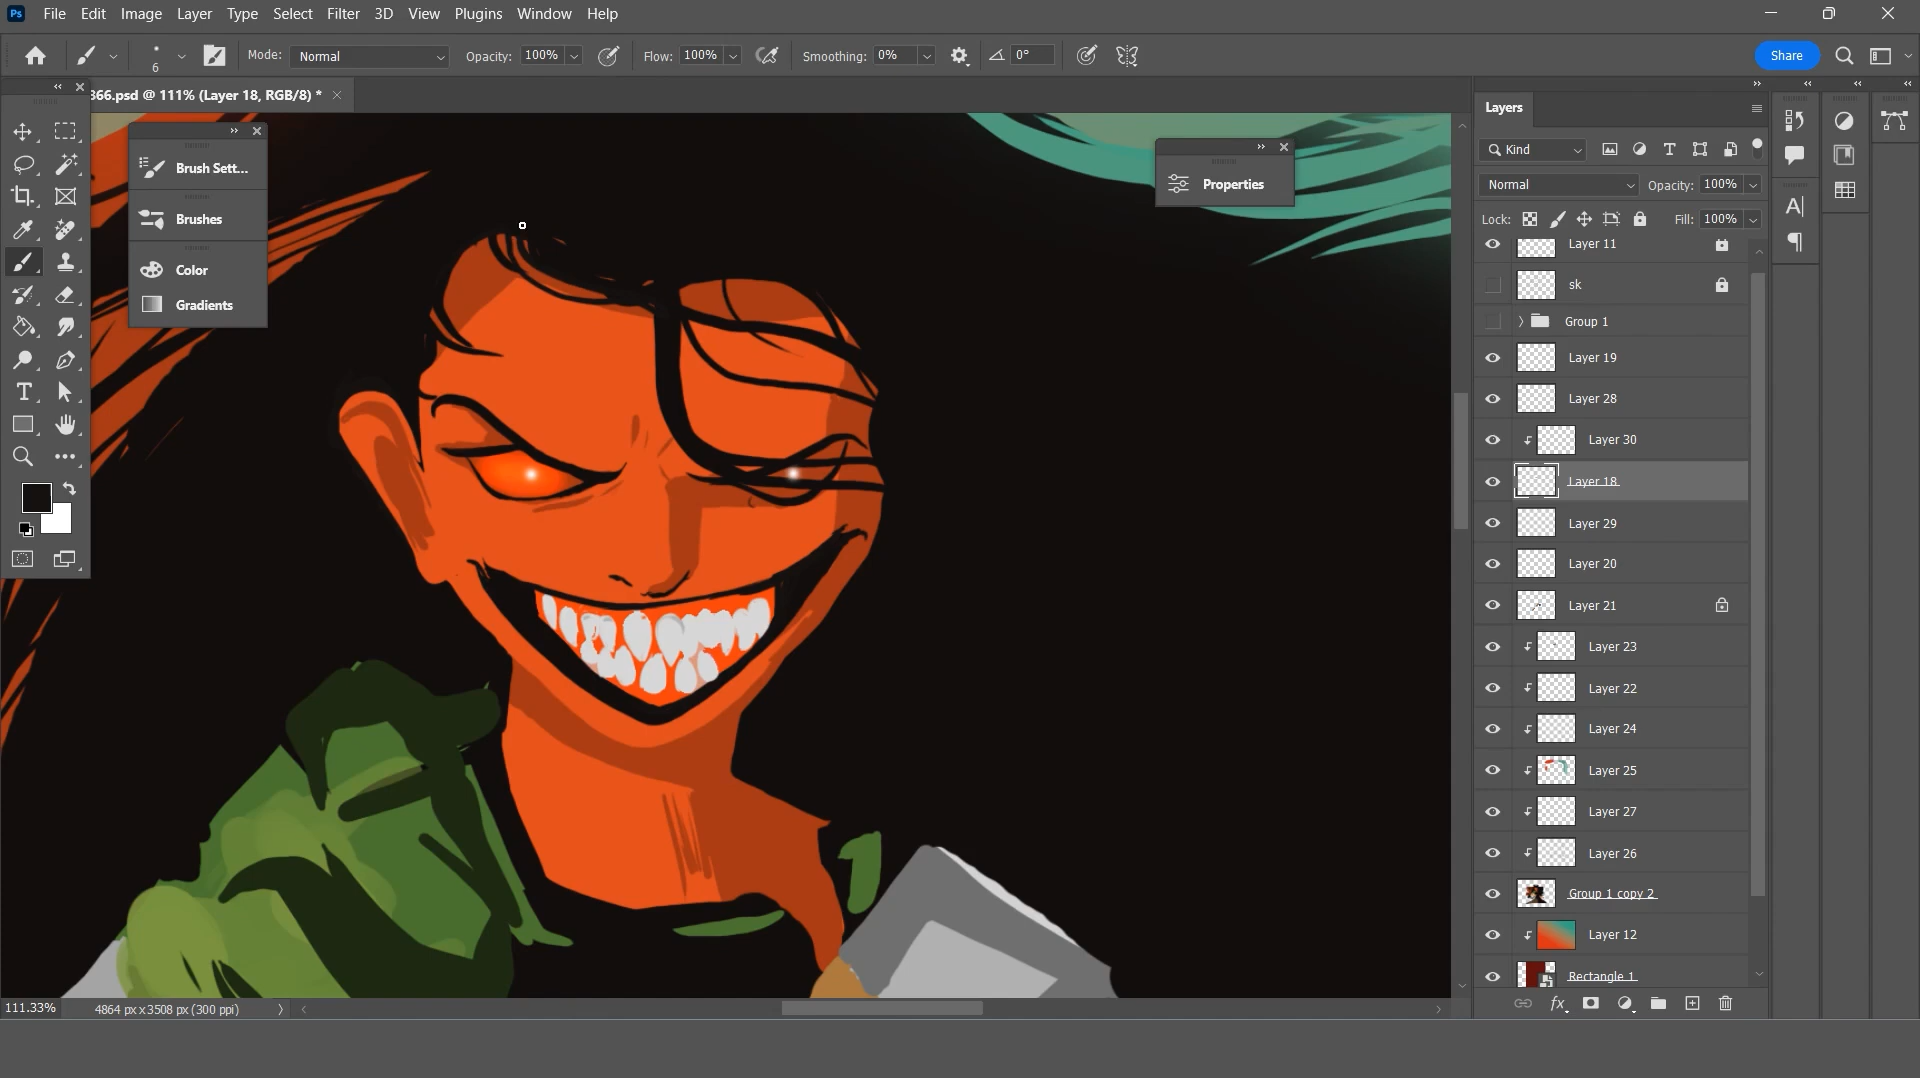 Ps File Edit Image Layer Type Select Filter 3D View Plugins Window Help
6 Mode: Normal Opacity: 100% Flow: 100% Smoothing: 0% 0° Share
366.psd @ 111% (Layer 18, RGB/8) *
Brush Sett...
Brushes
Color
Gradients
Properties
Layers
Kind
Normal Opacity: 100%
Lock: Fill: 100%
Layer 11
sk
Group 1
Layer 19
Layer 28
Layer 30
Layer 18
Layer 29
Layer 20
Layer 21
Layer 23
Layer 22
Layer 24
Layer 25
Layer 27
Layer 26
Group 1 copy 2
Layer 12
Rectangle 1
111.33% 4864 px x 3508 px (300 ppi)